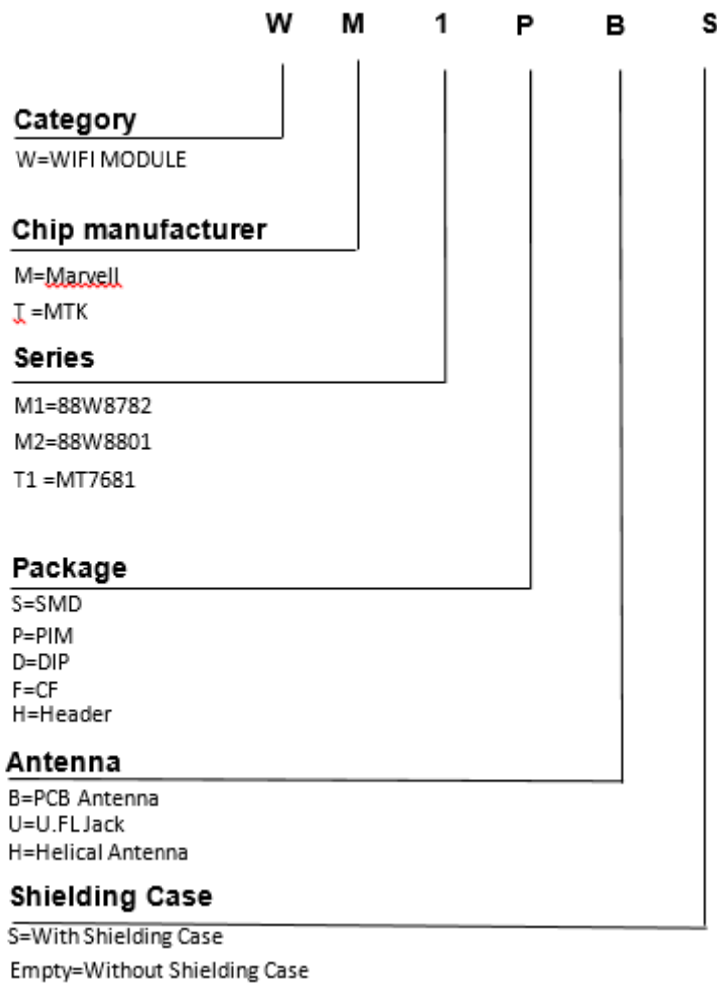 W M 1 P B S
Category
W=WIFI MODULE
Chip manufacturer
M=Marvell
T =MTK
Series
M1=88W8782
M2=88W8801
T1 =MT7681
Package
S=SMD
P=PIM
D=DIP
F=CF
H=Header
Antenna
B=PCB Antenna
U=U.FL Jack
H=Helical Antenna
Shielding Case
S=With Shielding Case
Empty=Without Shielding Case